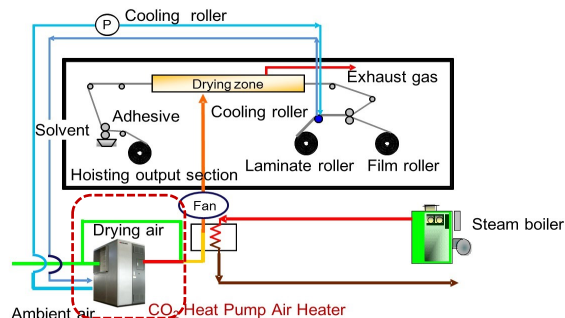 Cooling roller
P
Exhaust gas
Drying zone
Cooling roller
Adhesive
Solvent
Laminate roller
Film roller
Hoisting output section
Fan
Steam boiler
Drying air
CO₂ Heat Pump Air Heater
Ambient air